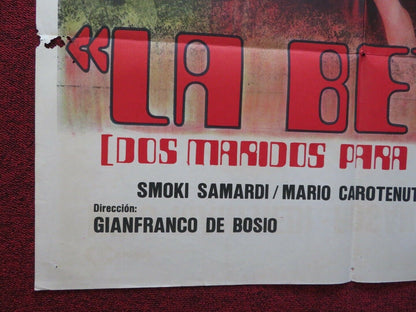 «LA BE
[DOS MARIDOS PARA
SMOKI SAMARDI / MARIO CAROTENUT
Dirección:
GIANFRANCO DE BOSIO